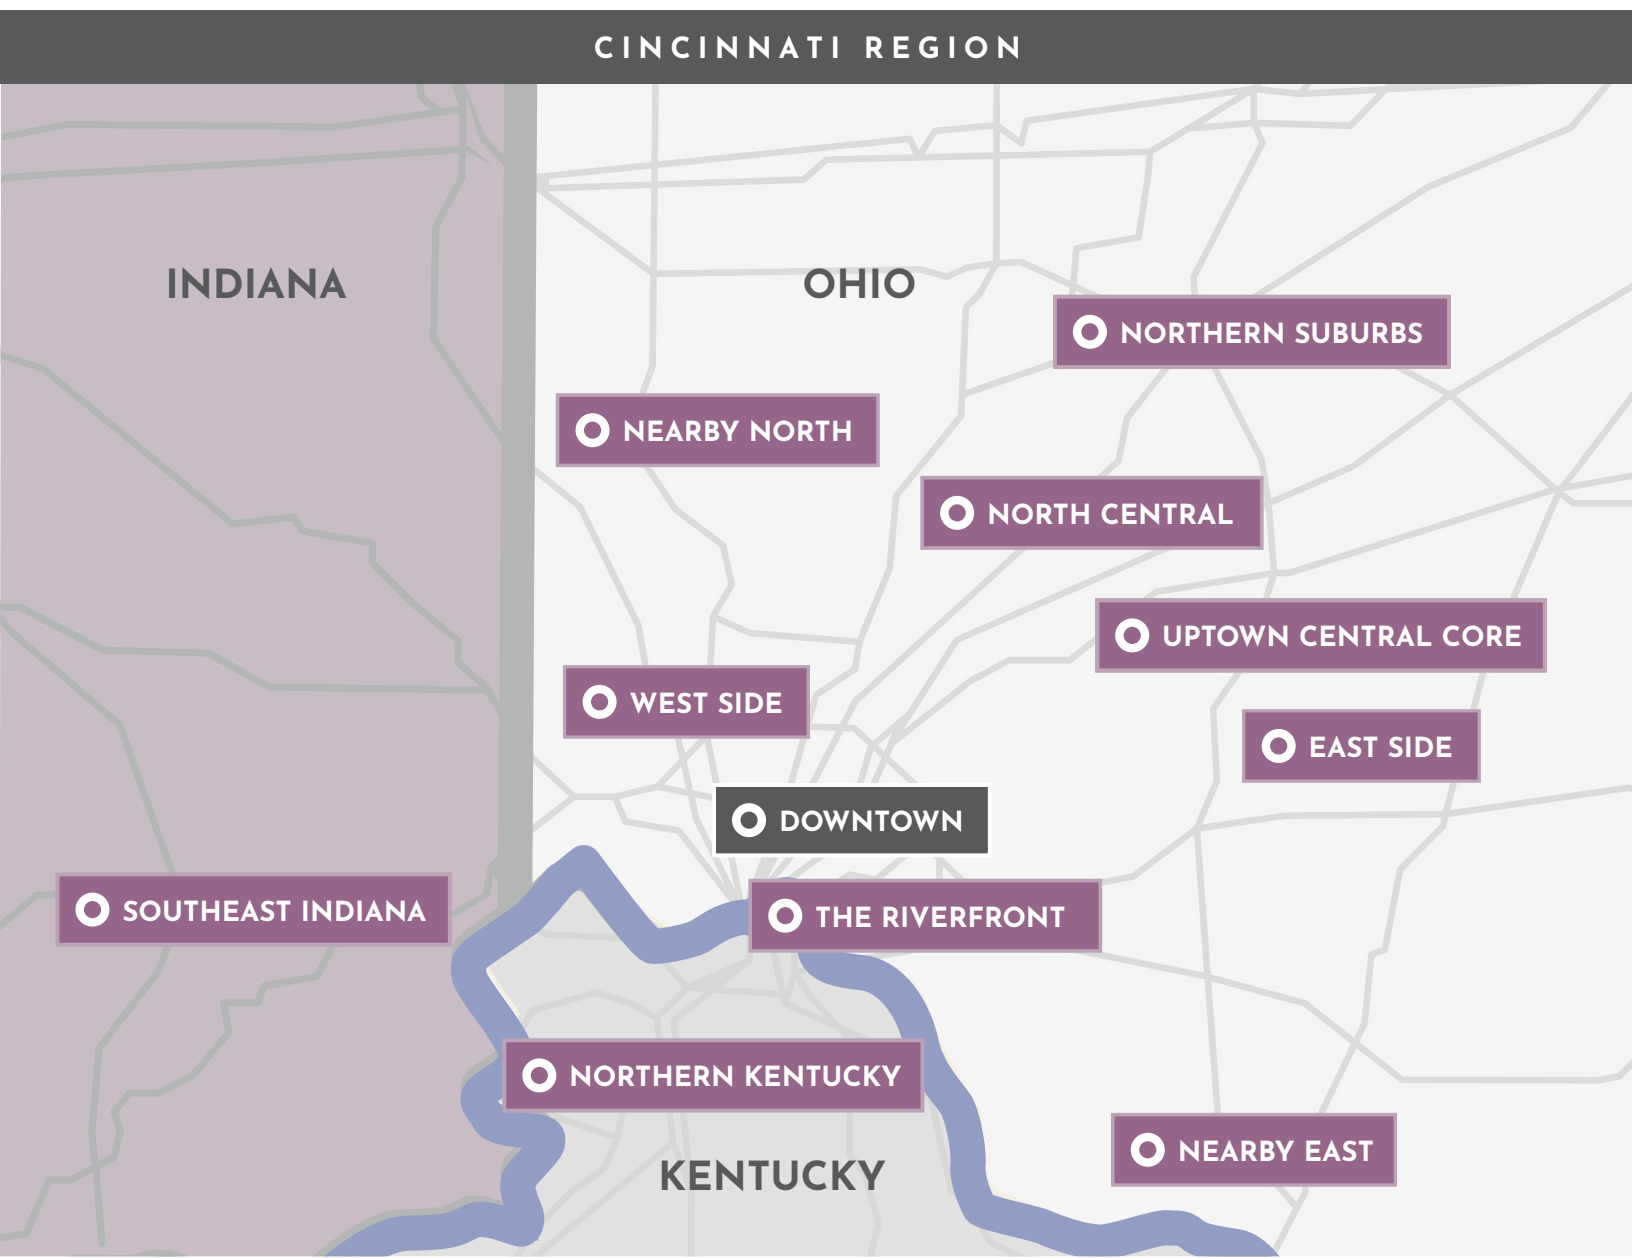 CINCINNATI REGION
INDIANA
OHIO
NORTHERN SUBURBS
NEARBY NORTH
NORTH CENTRAL
UPTOWN CENTRAL CORE
WEST SIDE
EAST SIDE
DOWNTOWN
SOUTHEAST INDIANA
THE RIVERFRONT
NORTHERN KENTUCKY
NEARBY EAST
KENTUCKY